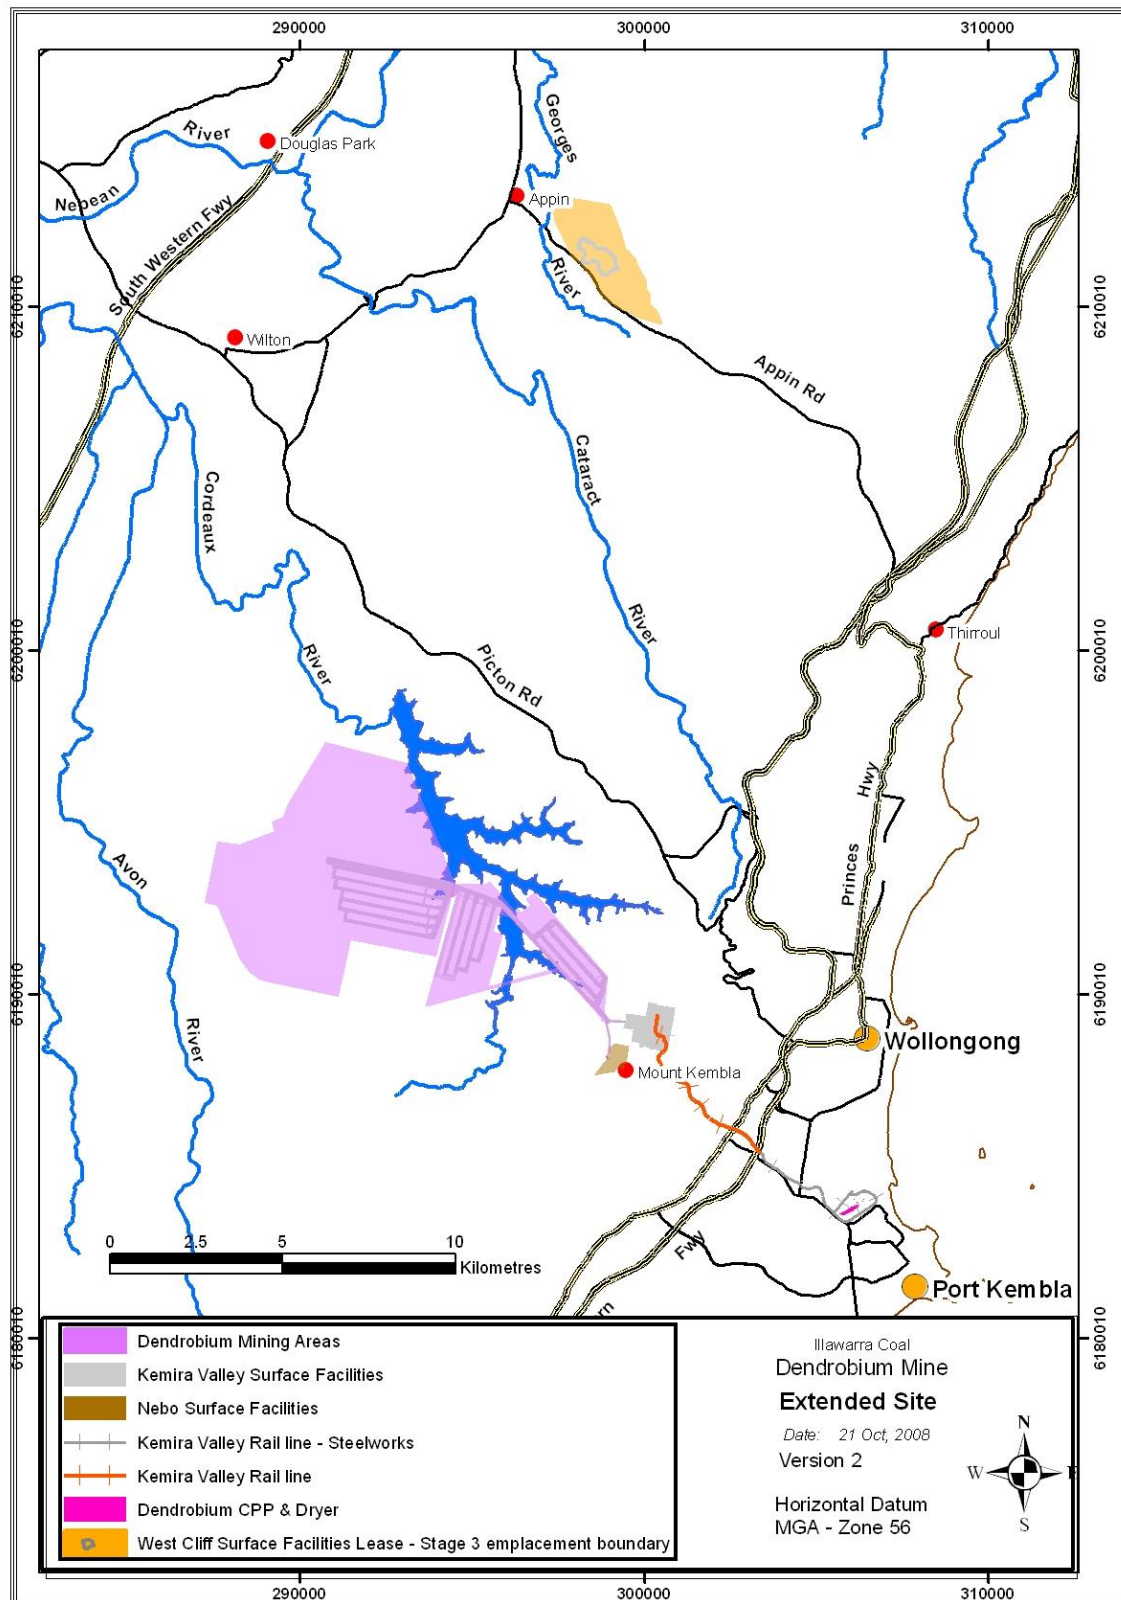 290000 300000 310000
Georges
River
Douglas Park
Nepean
Appin
South Western Fwy
River
6210010
6210010
Wilton
Appin Rd
Cataract
Cordeaux
River
Thirroul
6200010
6200010
River
Picton Rd
Hwy
Avon
Princes
6190010
6190010
River
Wollongong
Mount Kembla
0 2.5 5 10
Kilometres
Fwy
rn
Port Kembla
6180010
6180010
Dendrobium Mining Areas
Kemira Valley Surface Facilities
Nebo Surface Facilities
Kemira Valley Rail line - Steelworks
Kemira Valley Rail line
Dendrobium CPP & Dryer
West Cliff Surface Facilities Lease - Stage 3 emplacement boundary
Illawarra Coal
Dendrobium Mine
Extended Site
Date: 21 Oct, 2008
Version 2
Horizontal Datum
MGA - Zone 56
N
W
S
290000 300000 310000